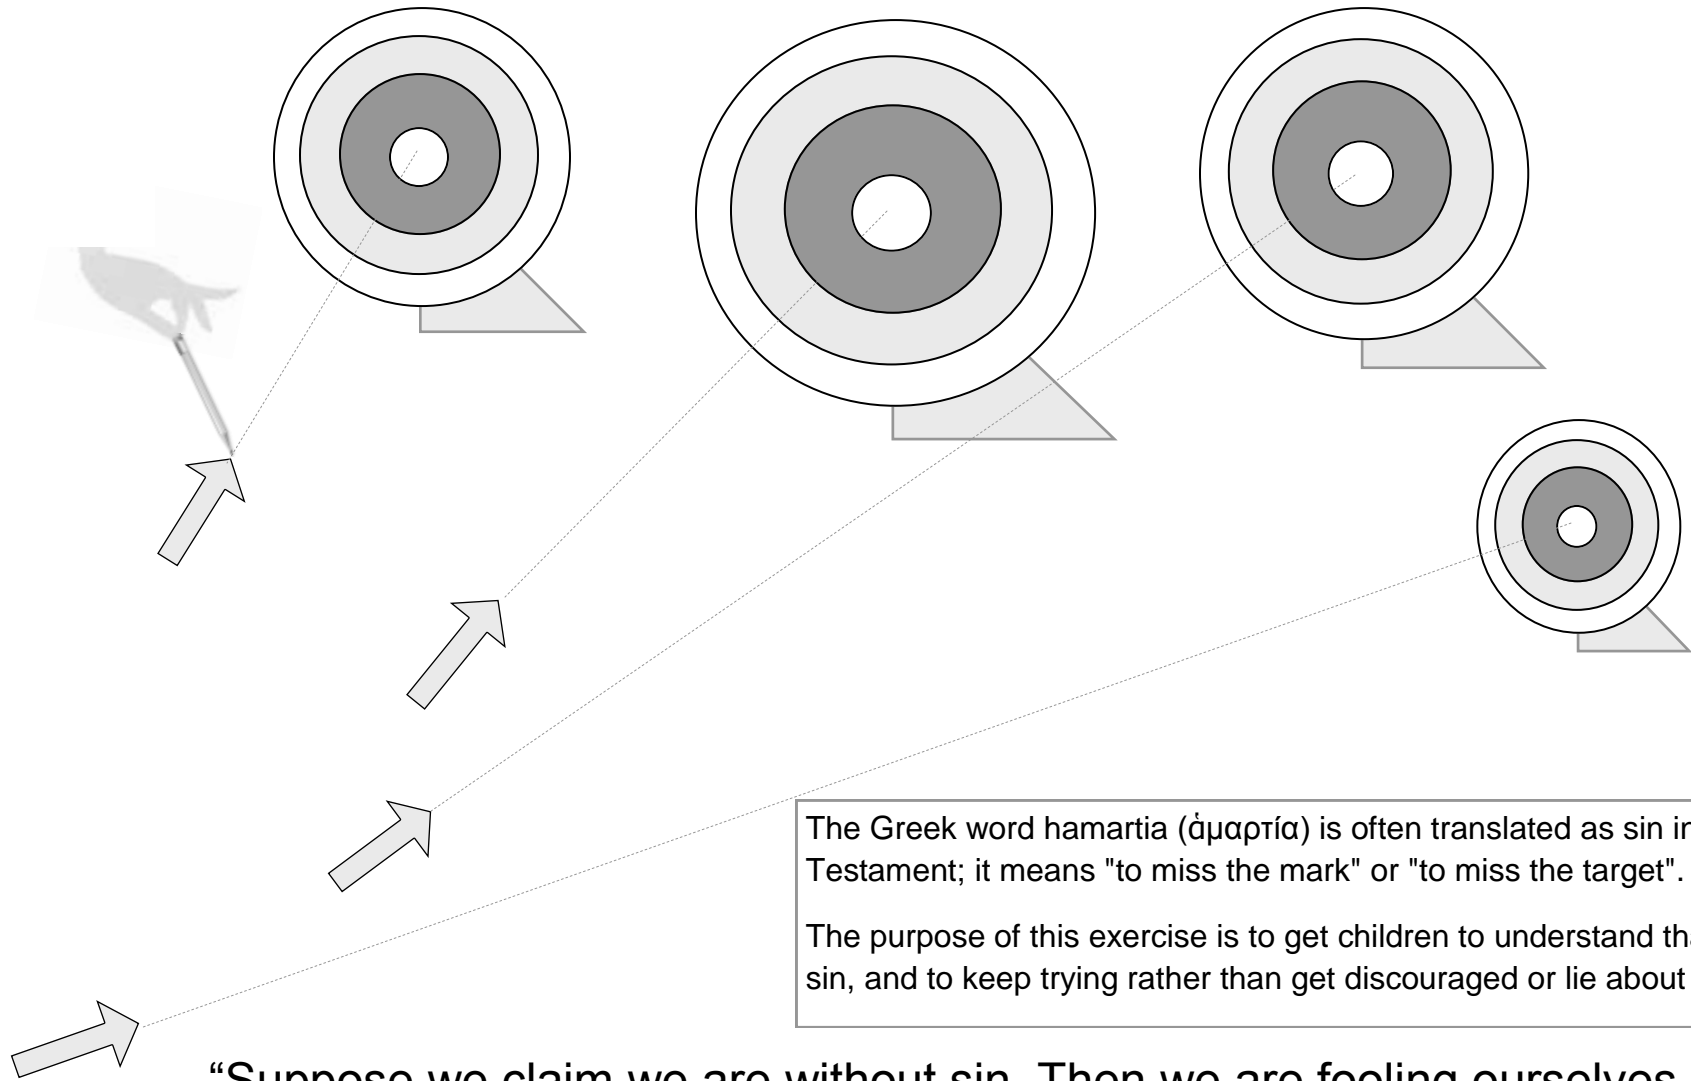 The Greek word hamartia (ἁμαρτία) is often translated as sin in
Testament; it means "to miss the mark" or "to miss the target".
The purpose of this exercise is to get children to understand
sin, and to keep trying rather than get discouraged or lie about
“Suppose we claim we are without sin. Then we are fooling ourselves